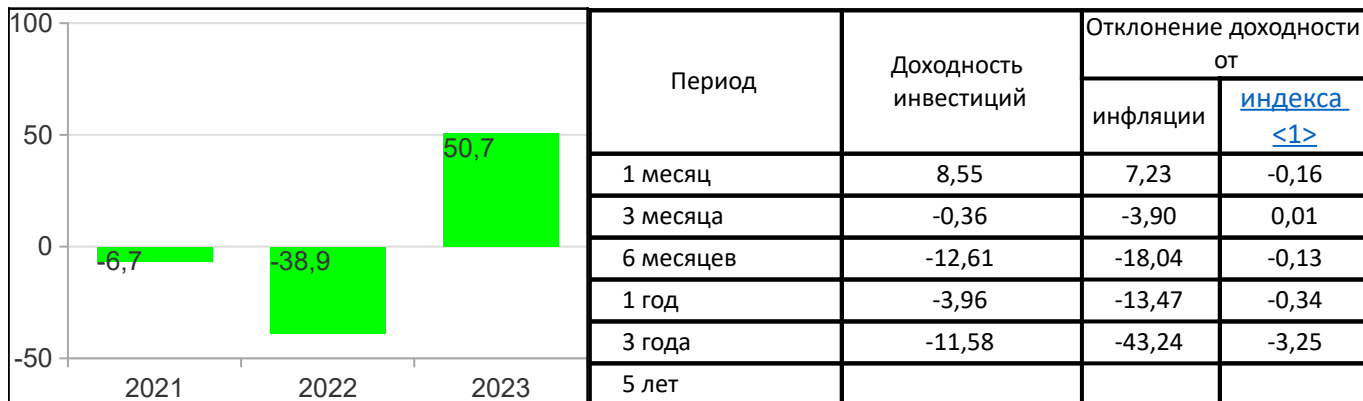 100
50
0
-50
-6,7
-38,9
50,7
2021 2022 2023
Период
Доходность
инвестиций
Отклонение доходности
от
инфляции
индекса
<1>
1 месяц 8,55 7,23 -0,16
3 месяца -0,36 -3,90 0,01
6 месяцев -12,61 -18,04 -0,13
1 год -3,96 -13,47 -0,34
3 года -11,58 -43,24 -3,25
5 лет